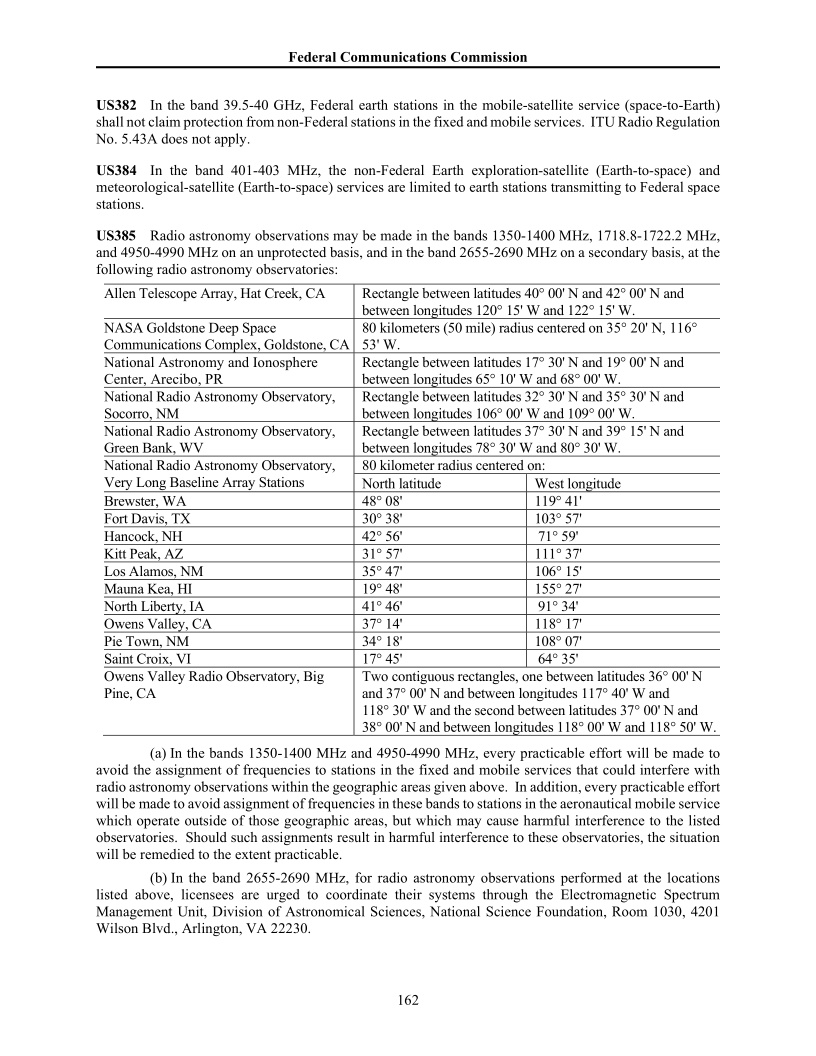 Federal Communications Commission
US382 In the band 39.5-40 GHz, Federal earth stations in the mobile-satellite service (space-to-Earth)
shall not claim protection from non-Federal stations in the fixed and mobile services. ITU Radio Regulation
No. 5.43A does not apply.
US384 In the band 401-403 MHz, the non-Federal Earth exploration-satellite (Earth-to-space) and
meteorological-satellite (Earth-to-space) services are limited to earth stations transmitting to Federal space
stations.
US385 Radio astronomy observations may be made in the bands 1350-1400 MHz, 1718.8-1722.2 MHz,
and 4950-4990 MHz on an unprotected basis, and in the band 2655-2690 MHz on a secondary basis, at the
following radio astronomy observatories:
Allen Telescope Array, Hat Creek, CA Rectangle between latitudes 40° 00' N and 42° 00' N and
between longitudes 120° 15' W and 122° 15' W.
NASA Goldstone Deep Space 80 kilometers (50 mile) radius centered on 35° 20' N, 116°
Communications Complex, Goldstone, CA 53' W.
National Astronomy and Ionosphere Rectangle between latitudes 17° 30' N and 19° 00' N and
Center, Arecibo, PR between longitudes 65° 10' W and 68° 00' W.
National Radio Astronomy Observatory, Rectangle between latitudes 32° 30' N and 35° 30' N and
Socorro, NM between longitudes 106° 00' W and 109° 00' W.
National Radio Astronomy Observatory, Rectangle between latitudes 37° 30' N and 39° 15' N and
Green Bank, WV between longitudes 78° 30' W and 80° 30' W.
National Radio Astronomy Observatory, 80 kilometer radius centered on:
Very Long Baseline Array Stations North latitude West longitude
Brewster, WA 48° 08' 119° 41'
Fort Davis, TX 30° 38' 103° 57'
Hancock, NH 42° 56' 71° 59'
Kitt Peak, AZ 31° 57' 111° 37'
Los Alamos, NM 35° 47' 106° 15'
Mauna Kea, HI 19° 48' 155° 27'
North Liberty, IA 41° 46' 91° 34'
Owens Valley, CA 37° 14' 118° 17'
Pie Town, NM 34° 18' 108° 07'
Saint Croix, VI 17° 45' 64° 35'
Owens Valley Radio Observatory, Big Two contiguous rectangles, one between latitudes 36° 00' N
Pine, CA and 37° 00' N and between longitudes 117° 40' W and
118° 30' W and the second between latitudes 37° 00' N and
38° 00' N and between longitudes 118° 00' W and 118° 50' W.
(a) In the bands 1350-1400 MHz and 4950-4990 MHz, every practicable effort will be made to
avoid the assignment of frequencies to stations in the fixed and mobile services that could interfere with
radio astronomy observations within the geographic areas given above. In addition, every practicable effort
will be made to avoid assignment of frequencies in these bands to stations in the aeronautical mobile service
which operate outside of those geographic areas, but which may cause harmful interference to the listed
observatories. Should such assignments result in harmful interference to these observatories, the situation
will be remedied to the extent practicable.
(b) In the band 2655-2690 MHz, for radio astronomy observations performed at the locations
listed above, licensees are urged to coordinate their systems through the Electromagnetic Spectrum
Management Unit, Division of Astronomical Sciences, National Science Foundation, Room 1030, 4201
Wilson Blvd., Arlington, VA 22230.
162